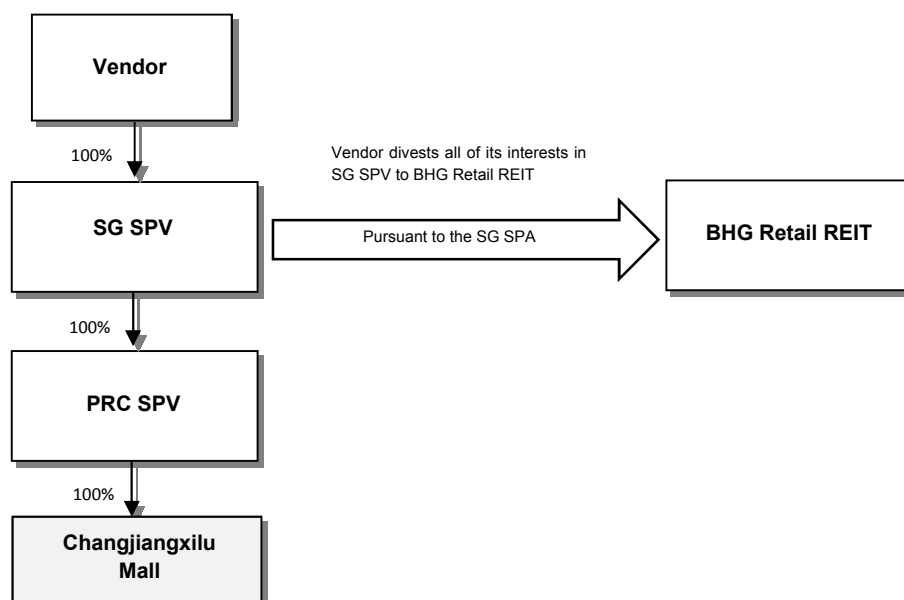 Vendor
100%
Vendor divests all of its interests in
SG SPV to BHG Retail REIT
SG SPV
Pursuant to the SG SPA
BHG Retail REIT
100%
PRC SPV
100%
Changjiangxilu
Mall